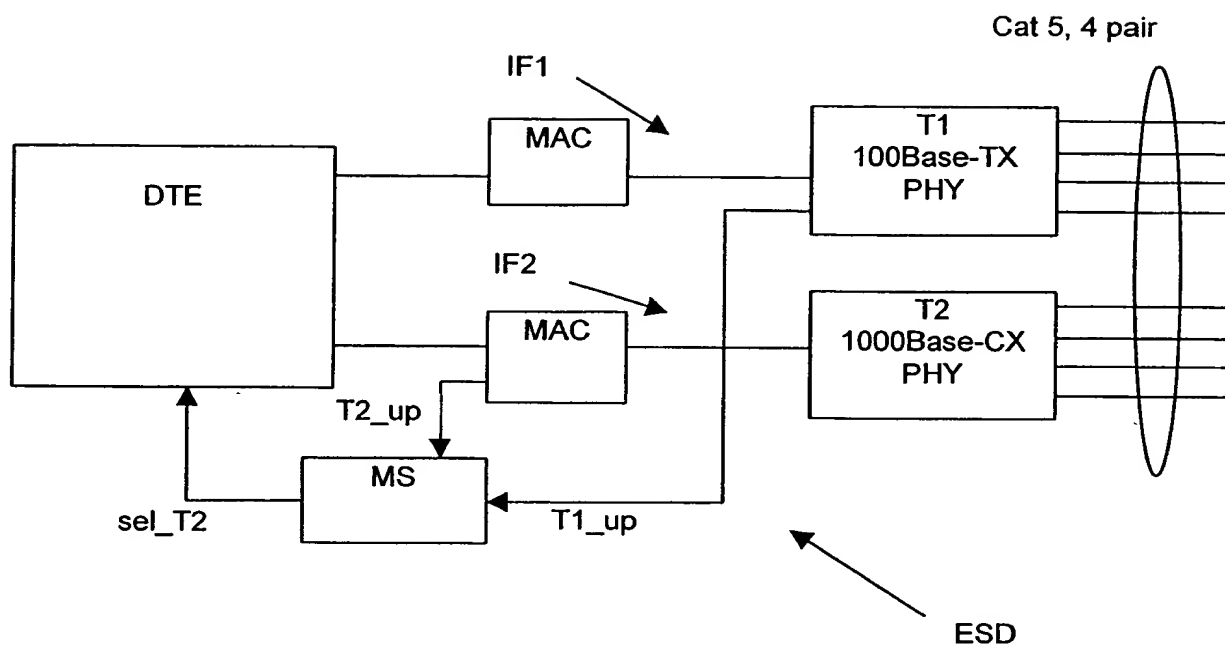 Cat 5, 4 pair
IF1
MAC
T1
100Base-TX
PHY
DTE
IF2
MAC
T2
1000Base-CX
PHY
T2_up
MS
sel_T2
T1_up
ESD